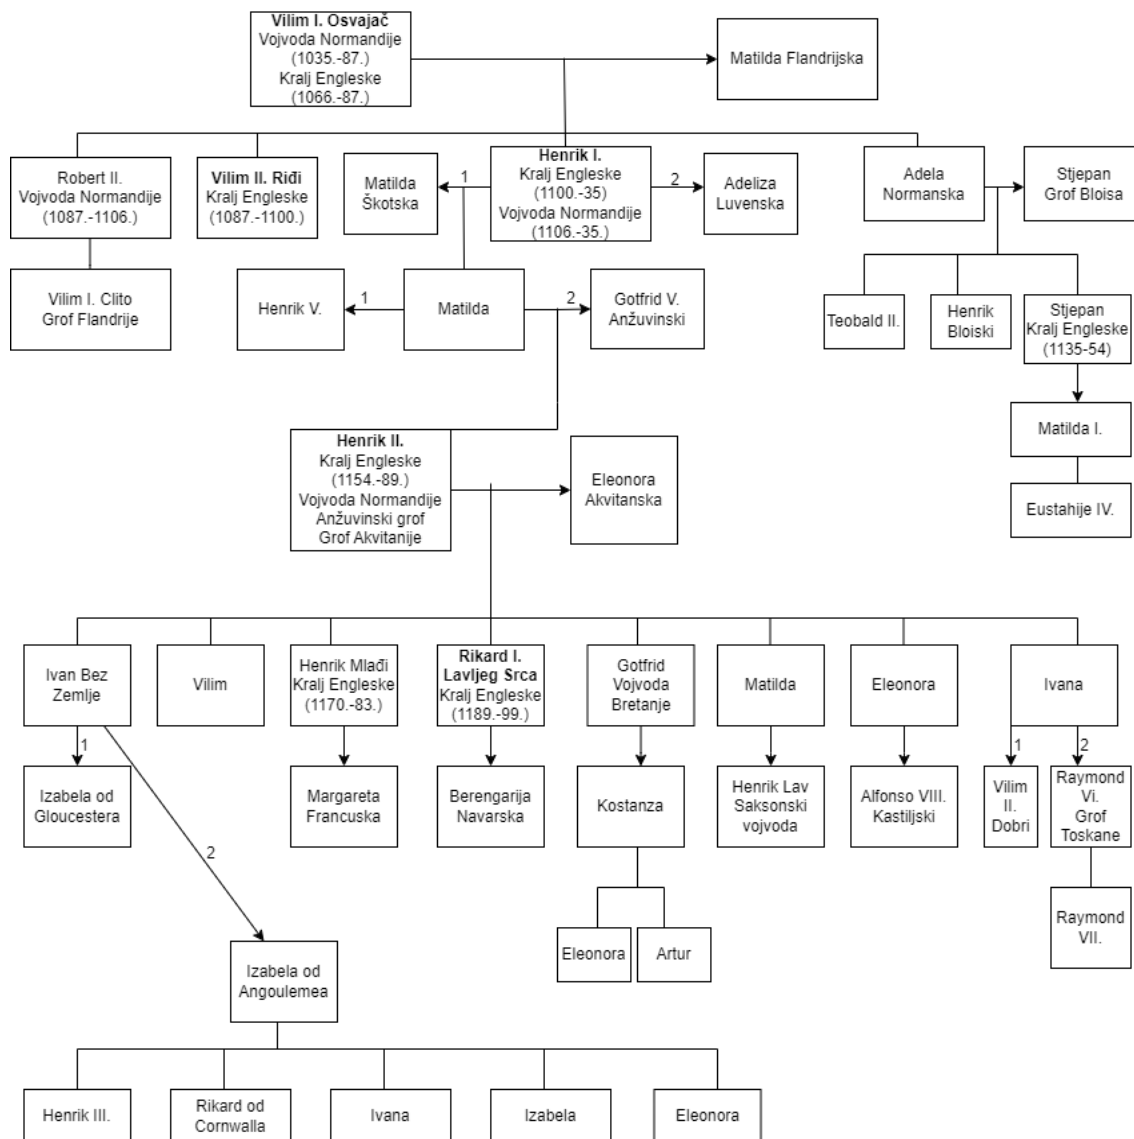 Vilim I. Osvajač
Vojvoda Normandije
(1035.-87.)
Kralj Engleske
(1066.-87.)
Matilda Flandrijska
Robert II.
Vojvoda Normandije
(1087.-1106.)
Vilim II. Riđi
Kralj Engleske
(1087.-1100.)
Matilda
Škotska
1
Henrik I.
Kralj Engleske
(1100.-35)
Vojvoda Normandije
(1106.-35.)
2
Adeliza
Luvenska
Adela
Normanska
Stjepan
Grof Bloisa
Vilim I. Clito
Grof Flandrije
Henrik V.
1
Matilda
2
Gotfrid V.
Anžuvinski
Teobald II.
Henrik
Bloiski
Stjepan
Kralj Engleske
(1135-54)
Matilda I.
Eustahije IV.
Henrik II.
Kralj Engleske
(1154.-89.)
Vojvoda Normandije
Anžuvinski grof
Grof Akvitanije
Eleonora
Akvitanska
Ivan Bez
Zemlje
Vilim
Henrik Mlađi
Kralj Engleske
(1170.-83.)
Rikard I.
Lavljeg Srca
Kralj Engleske
(1189.-99.)
Gotfrid
Vojvoda
Bretanje
Matilda
Eleonora
Ivana
1
1
2
Izabela od
Gloucestera
Margareta
Francuska
Berengarija
Navarska
Kostanza
Henrik Lav
Saksonski
vojvoda
Alfonso VIII.
Kastiljski
Vilim
II.
Dobri
Raymond
Vi.
Grof
Toskane
2
Eleonora
Artur
Raymond
VII.
Izabela od
Angoulemea
Henrik III.
Rikard od
Cornwalla
Ivana
Izabela
Eleonora